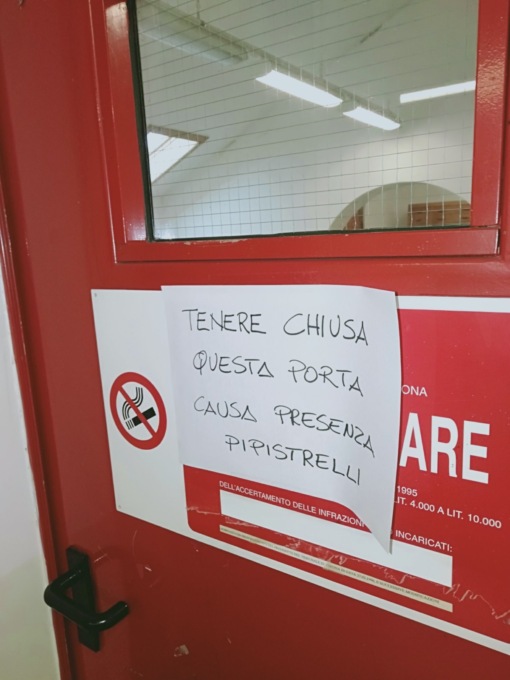 TENERE CHIUSA
QUESTA PORTA
CAUSA PRESENZA
PIPISTRELLI
ONA
ARE
1995
LIT. 4.000 A LIT. 10.000
DELL'ACCERTAMENTO DELLE INFRAZIONI
INCARICATI: